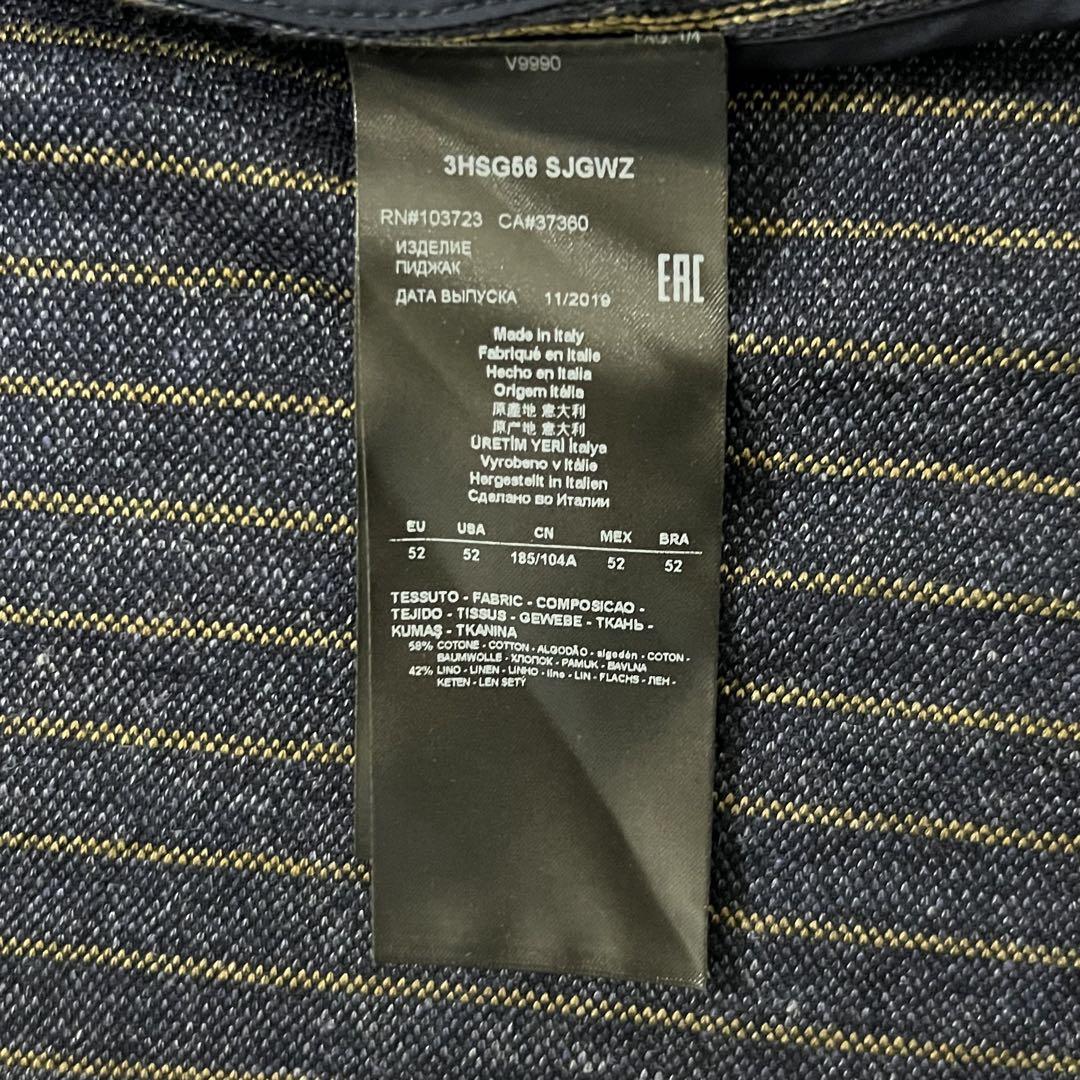 PAG. 1/4
V9990
3HSG56 SJGWZ
RN#103723 CA#37360
ИЗДЕЛИЕ
ПИДЖАК
EAC
ДАТА ВЫПУСКА 11/2019
Made in Italy
Fabriqué en Italie
Hecho en Italia
Origem Itália
原產地 意大利
原产地 意大利
ÜRETİM YERİ İtalya
Vyrobeno v Itálie
Hergestellt in Italien
Сделано во Италии
EU USA CN MEX BRA
52 52 185/104A 52 52
TESSUTO - FABRIC - COMPOSICAO -
TEJIDO - TISSUS - GEWEBE - ТКАНЬ -
KUMAŞ - TKANINA
58% COTONE - COTTON - ALGODÃO - algodón - COTON -
BAUMWOLLE - ХЛОПОК - PAMUK - BAVLNA
42% LINO - LINEN - LINHO - lino - LIN - FLACHS - ЛЕН -
KETEN - LEN SETÝ